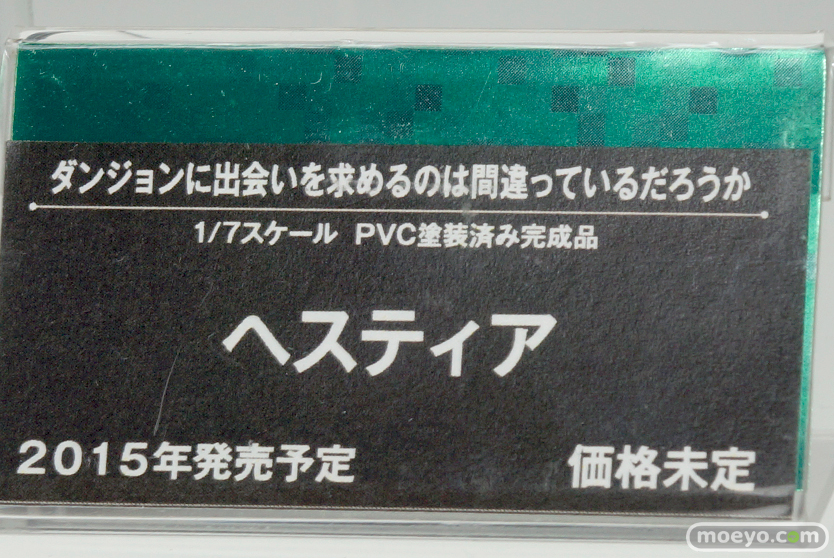 ダンジョンに出会いを求めるのは間違っているだろうか
1/7スケール PVC塗装済み完成品
ヘスティア
2015年発売予定 価格未定
moeyo.com